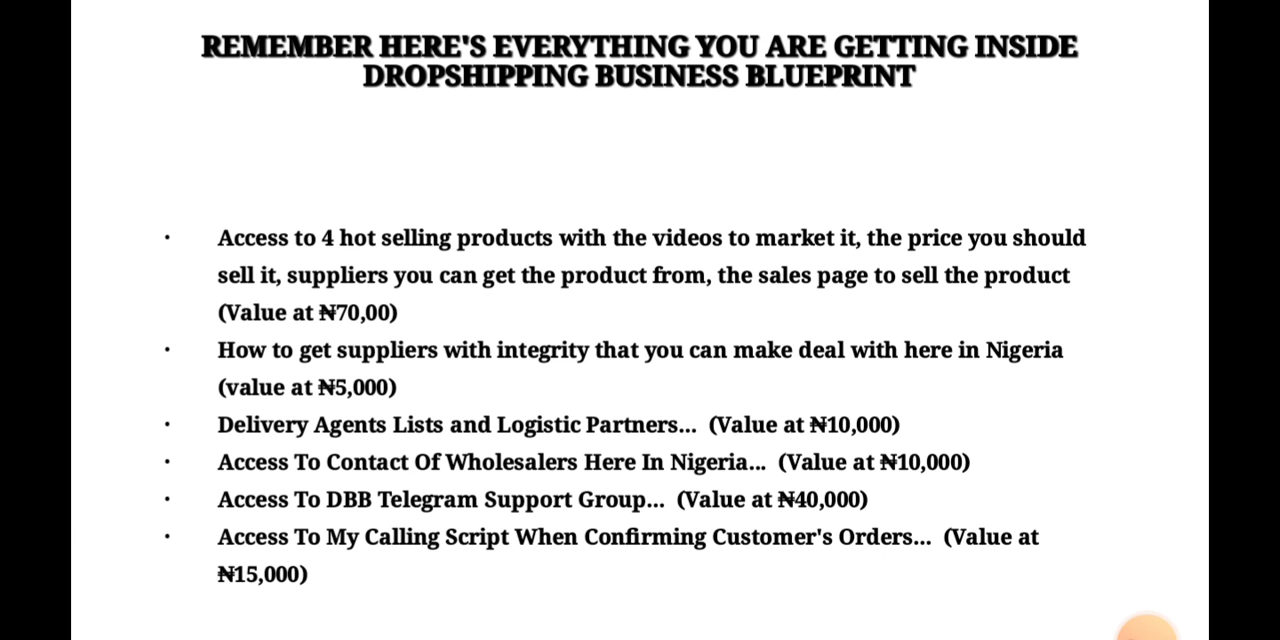 REMEMBER HERE'S EVERYTHING YOU ARE GETTING INSIDE
DROPSHIPPING BUSINESS BLUEPRINT
· Access to 4 hot selling products with the videos to market it, the price you should
sell it, suppliers you can get the product from, the sales page to sell the product
(Value at ₦70,00)
· How to get suppliers with integrity that you can make deal with here in Nigeria
(value at ₦5,000)
· Delivery Agents Lists and Logistic Partners... (Value at ₦10,000)
· Access To Contact Of Wholesalers Here In Nigeria... (Value at ₦10,000)
· Access To DBB Telegram Support Group... (Value at ₦40,000)
· Access To My Calling Script When Confirming Customer's Orders... (Value at
₦15,000)